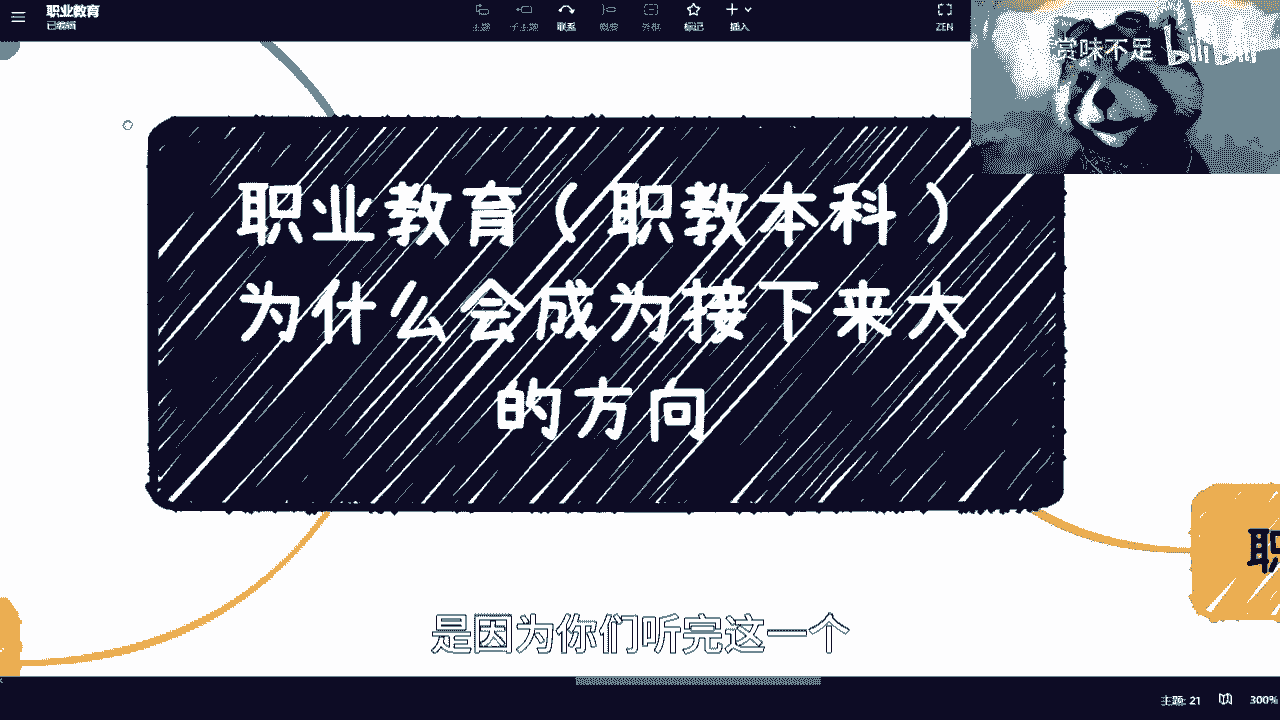 职业教育
已编辑
主题
子主题
联系
概要
外框
标记
插入
ZEN
赏味不足 bilibili
职业教育（职教本科）
为什么会成为接下来大
的方向
职
是因为你们听完这一个
主题: 21
300%